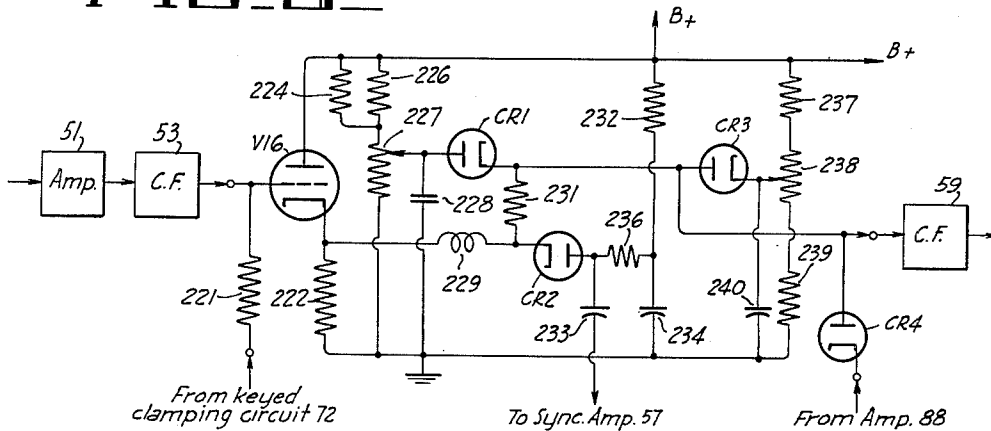 B+
B+
224
226
227
CR1
232
CR3
237
51
53
V16
59
Amp.
C.F.
228
231
238
C.F.
236
239
221
222
229
CR2
233
234
240
CR4
From keyed
clamping circuit 72
To Sync. Amp. 57
From Amp. 88